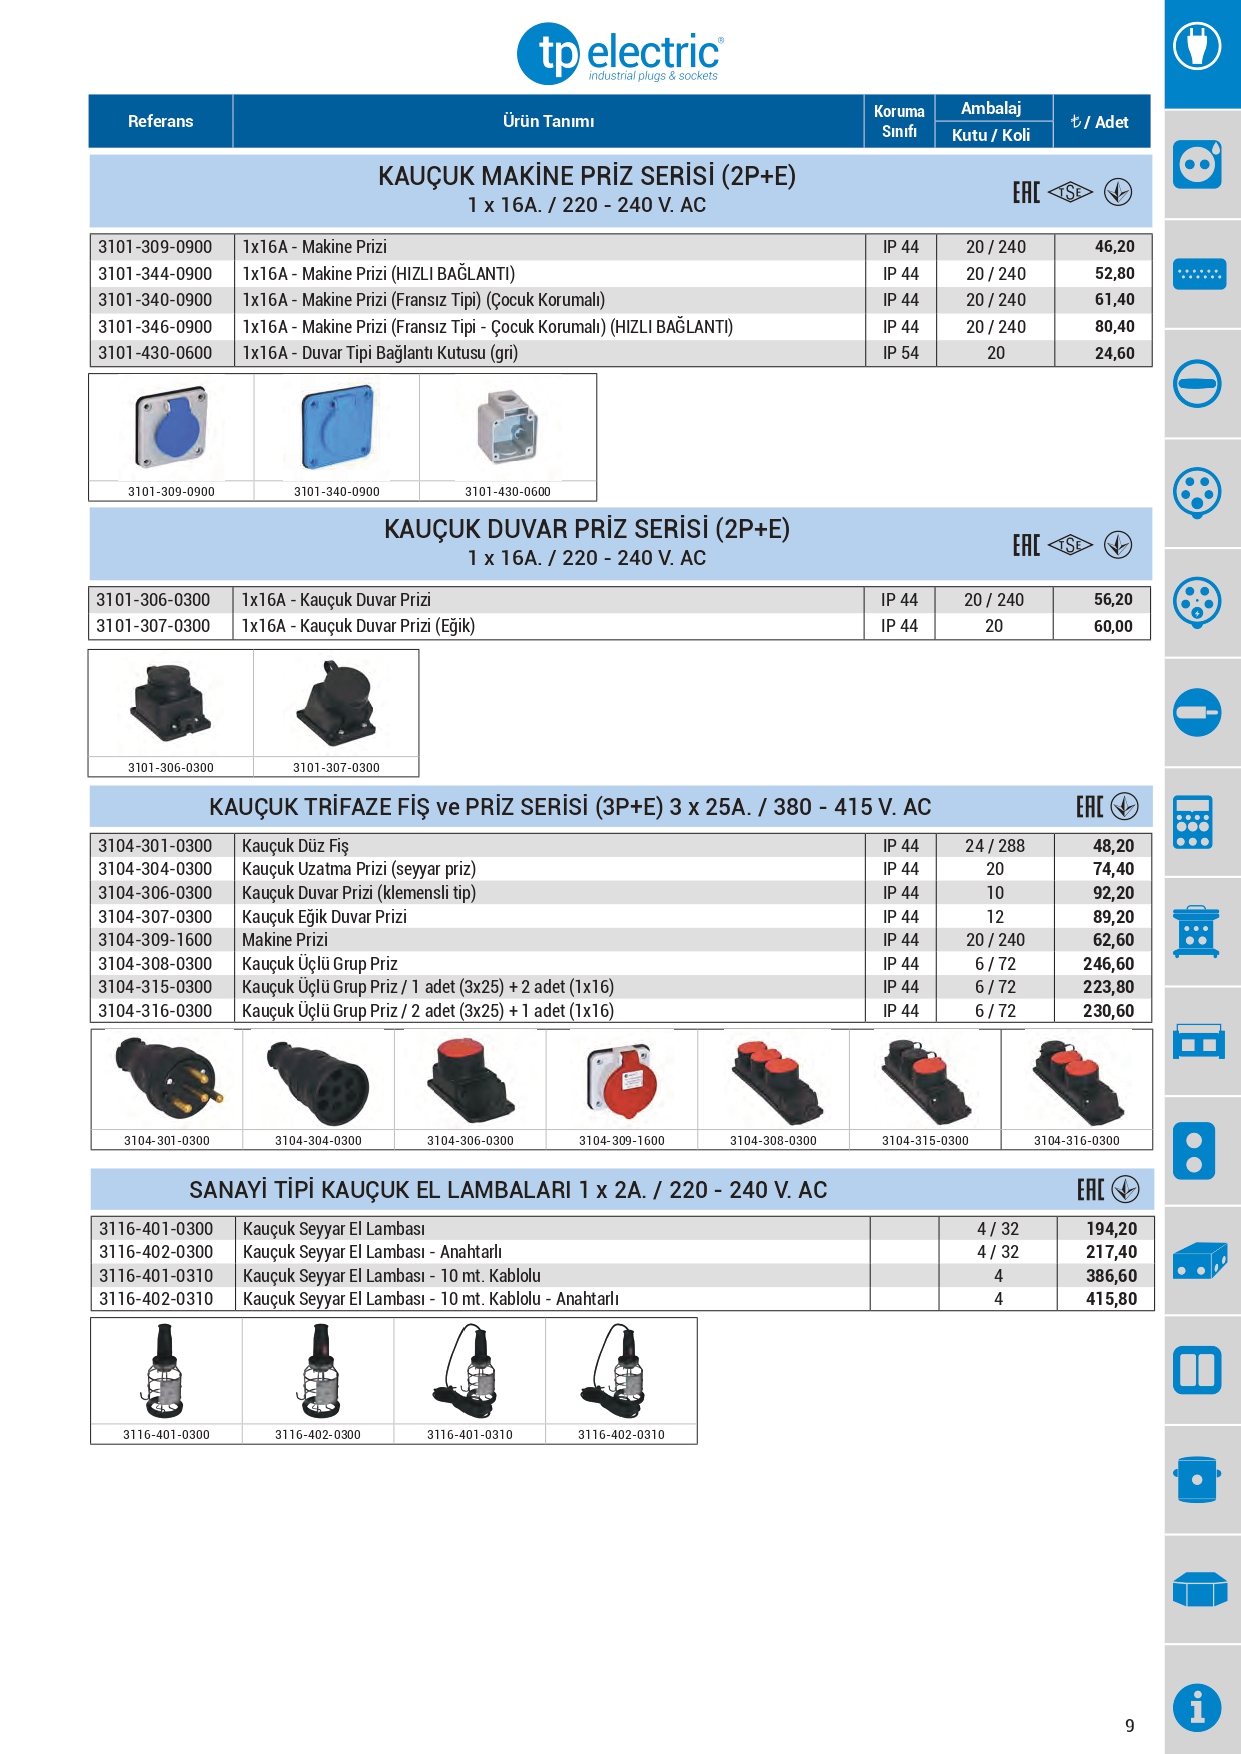 tp electric®
industrial plugs & sockets
Referans Ürün Tanımı Koruma Sınıfı Ambalaj Kutu / Koli ₺ / Adet
KAUÇUK MAKİNE PRİZ SERİSİ (2P+E)
1 x 16A. / 220 - 240 V. AC
EAC TSE
3101-309-0900 1x16A - Makine Prizi IP 44 20 / 240 46,20
3101-344-0900 1x16A - Makine Prizi (HIZLI BAĞLANTI) IP 44 20 / 240 52,80
3101-340-0900 1x16A - Makine Prizi (Fransız Tipi) (Çocuk Korumalı) IP 44 20 / 240 61,40
3101-346-0900 1x16A - Makine Prizi (Fransız Tipi - Çocuk Korumalı) (HIZLI BAĞLANTI) IP 44 20 / 240 80,40
3101-430-0600 1x16A - Duvar Tipi Bağlantı Kutusu (gri) IP 54 20 24,60
3101-309-0900 3101-340-0900 3101-430-0600
KAUÇUK DUVAR PRİZ SERİSİ (2P+E)
1 x 16A. / 220 - 240 V. AC
EAC TSE
3101-306-0300 1x16A - Kauçuk Duvar Prizi IP 44 20 / 240 56,20
3101-307-0300 1x16A - Kauçuk Duvar Prizi (Eğik) IP 44 20 60,00
3101-306-0300 3101-307-0300
KAUÇUK TRİFAZE FİŞ ve PRİZ SERİSİ (3P+E) 3 x 25A. / 380 - 415 V. AC EAC
3104-301-0300 Kauçuk Düz Fiş IP 44 24 / 288 48,20
3104-304-0300 Kauçuk Uzatma Prizi (seyyar priz) IP 44 20 74,40
3104-306-0300 Kauçuk Duvar Prizi (klemensli tip) IP 44 10 92,20
3104-307-0300 Kauçuk Eğik Duvar Prizi IP 44 12 89,20
3104-309-1600 Makine Prizi IP 44 20 / 240 62,60
3104-308-0300 Kauçuk Üçlü Grup Priz IP 44 6 / 72 246,60
3104-315-0300 Kauçuk Üçlü Grup Priz / 1 adet (3x25) + 2 adet (1x16) IP 44 6 / 72 223,80
3104-316-0300 Kauçuk Üçlü Grup Priz / 2 adet (3x25) + 1 adet (1x16) IP 44 6 / 72 230,60
3104-301-0300 3104-304-0300 3104-306-0300 3104-309-1600 3104-308-0300 3104-315-0300 3104-316-0300
SANAYİ TİPİ KAUÇUK EL LAMBALARI 1 x 2A. / 220 - 240 V. AC EAC
3116-401-0300 Kauçuk Seyyar El Lambası 4 / 32 194,20
3116-402-0300 Kauçuk Seyyar El Lambası - Anahtarlı 4 / 32 217,40
3116-401-0310 Kauçuk Seyyar El Lambası - 10 mt. Kablolu 4 386,60
3116-402-0310 Kauçuk Seyyar El Lambası - 10 mt. Kablolu - Anahtarlı 4 415,80
3116-401-0300 3116-402-0300 3116-401-0310 3116-402-0310
9